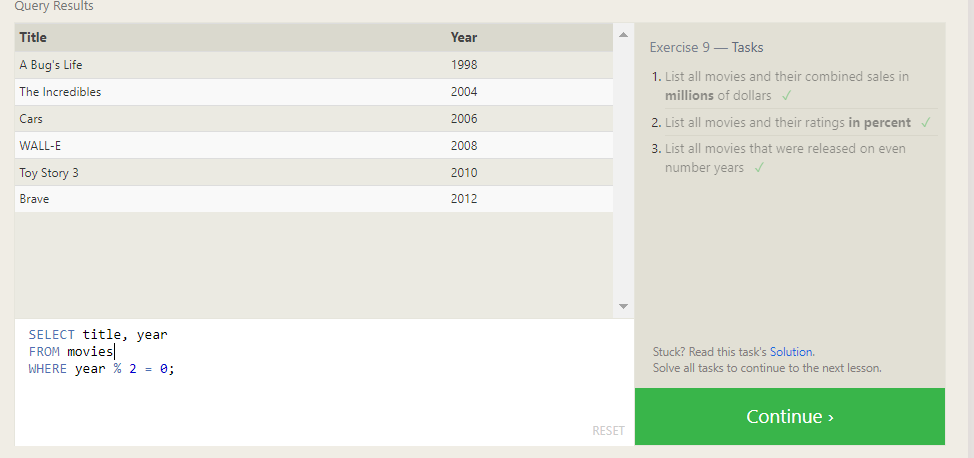 Query Results
Title Year
A Bug's Life 1998
The Incredibles 2004
Cars 2006
WALL-E 2008
Toy Story 3 2010
Brave 2012
SELECT title, year
FROM movies
WHERE year % 2 = 0;
RESET
Exercise 9 — Tasks
1. List all movies and their combined sales in
millions of dollars ✓
2. List all movies and their ratings in percent ✓
3. List all movies that were released on even
number years ✓
Stuck? Read this task's Solution.
Solve all tasks to continue to the next lesson.
Continue ›